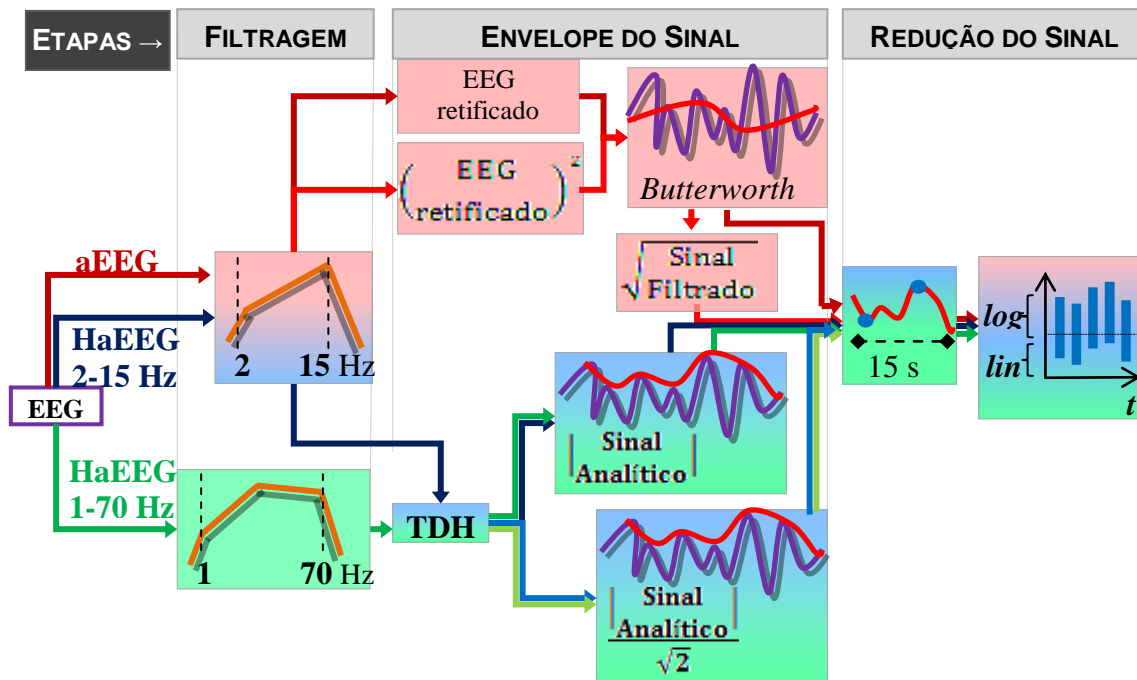 ETAPAS →
FILTRAGEM
ENVELOPE DO SINAL
REDUÇÃO DO SINAL
EEG
retificado
(EEG
retificado)²
Butterworth
√Sinal
Filtrado
aEEG
HaEEG
2-15 Hz
EEG
HaEEG
1-70 Hz
2 15 Hz
1 70 Hz
TDH
|Sinal
Analítico|
|Sinal
Analítico|
√2
15 s
log
lin
t